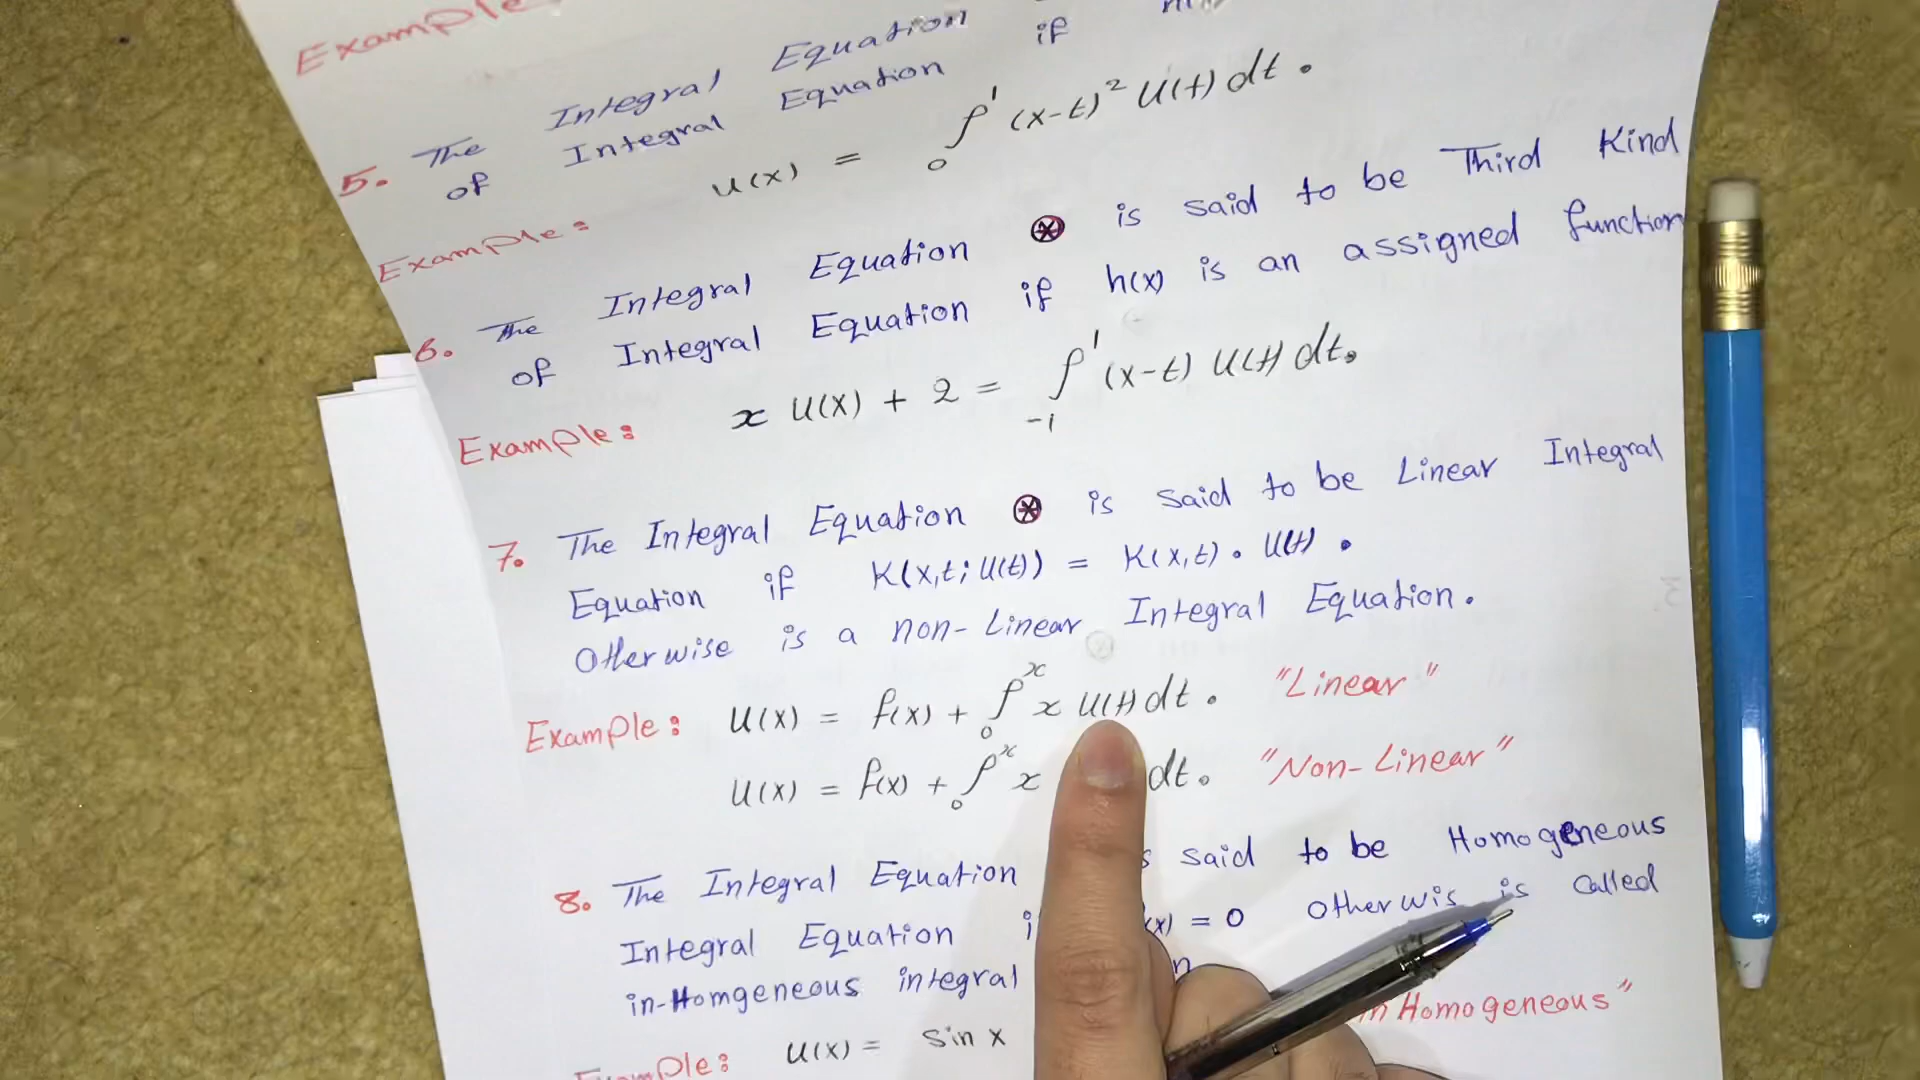 Example
5. The Integral Equation
of Integral Equation if
Example: u(x) = ∫₀¹ (x-t)² u(t) dt.
6. The Integral Equation ⊛ is said to be Third Kind
of Integral Equation if h(x) is an assigned function
Example: x u(x) + 2 = ∫₋₁¹ (x-t) u(t) dt.
7. The Integral Equation ⊛ is said to be Linear Integral
Equation if K(x,t; u(t)) = K(x,t) . u(t) .
Otherwise is a non-Linear Integral Equation.
Example: u(x) = f(x) + ∫₀ˣ x u(t) dt. "Linear"
u(x) = f(x) + ∫₀ˣ x dt. "Non-Linear"
8. The Integral Equation said to be Homogeneous
Integral Equation (x) = 0 otherwis is called
in-Homgeneous integral
Example: u(x) = sin x Homogeneous"